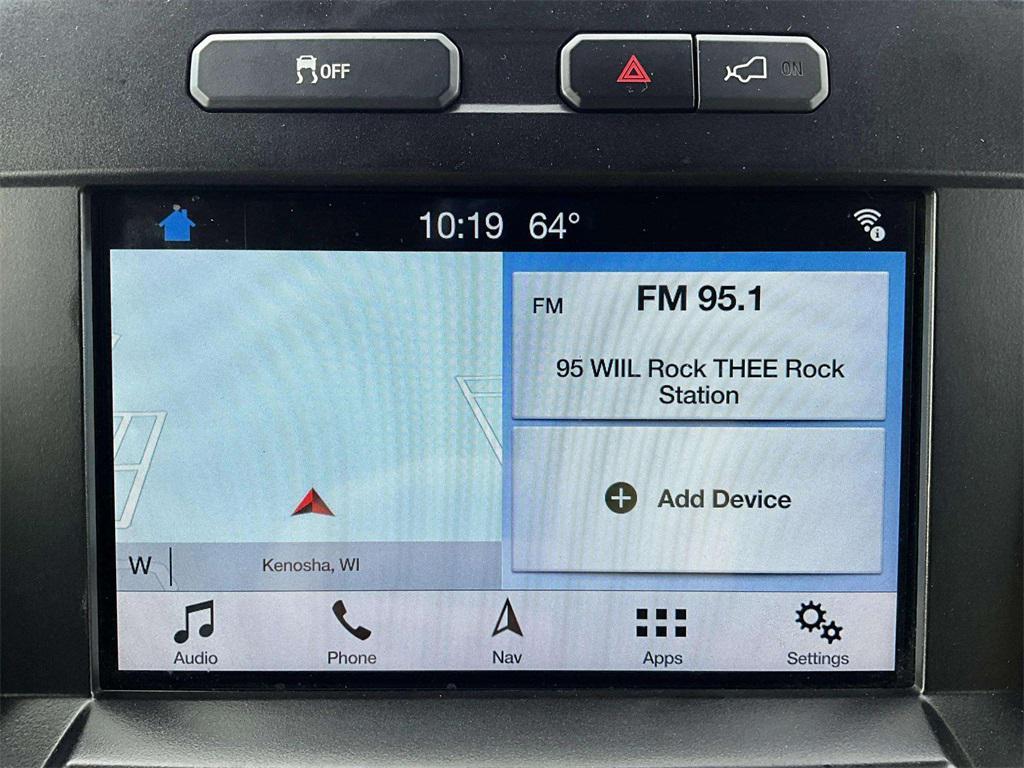 OFF
ON
10:19 64°
FM FM 95.1
95 WIIL Rock THEE Rock
Station
Add Device
W
Kenosha, WI
Audio Phone Nav Apps Settings